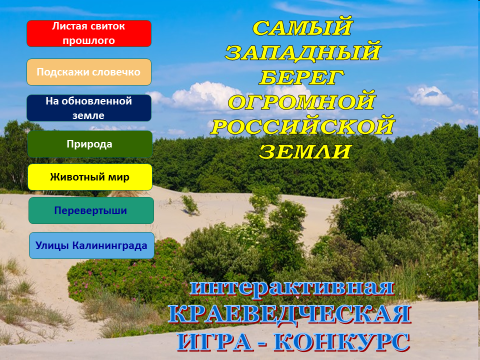 Листая свиток
прошлого
Подскажи словечко
На обновленной
земле
Природа
Животный мир
Перевертыши
Улицы Калининграда
САМЫЙ
ЗАПАДНЫЙ
БЕРЕГ
ОГРОМНОЙ
РОССИЙСКОЙ
ЗЕМЛИ
интерактивная
КРАЕВЕДЧЕСКАЯ
ИГРА - КОНКУРС